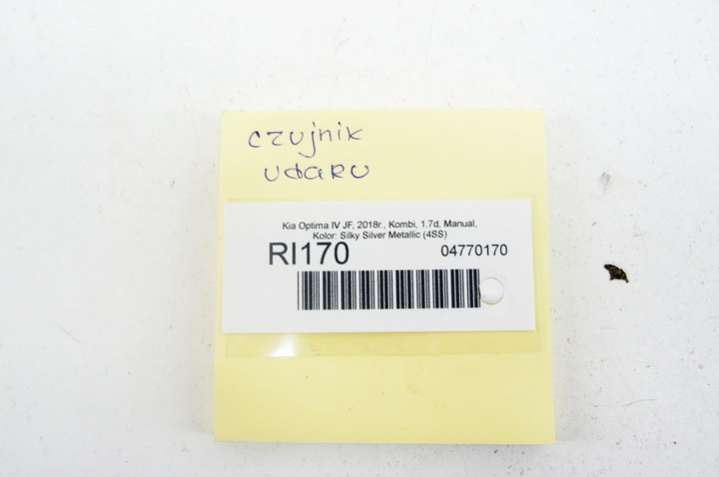 czujnik
udaru
Kia Optima IV JF, 2018r., Kombi, 1.7d, Manual,
Kolor: Silky Silver Metallic (4SS)
RI170 04770170